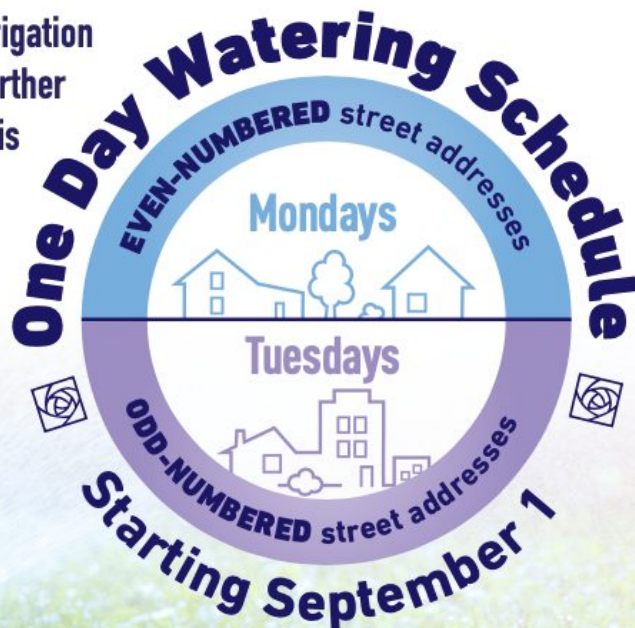 rigation
rther
is
One Day Watering Schedule
EVEN-NUMBERED street addresses
Mondays
Tuesdays
ODD-NUMBERED street addresses
Starting September 1